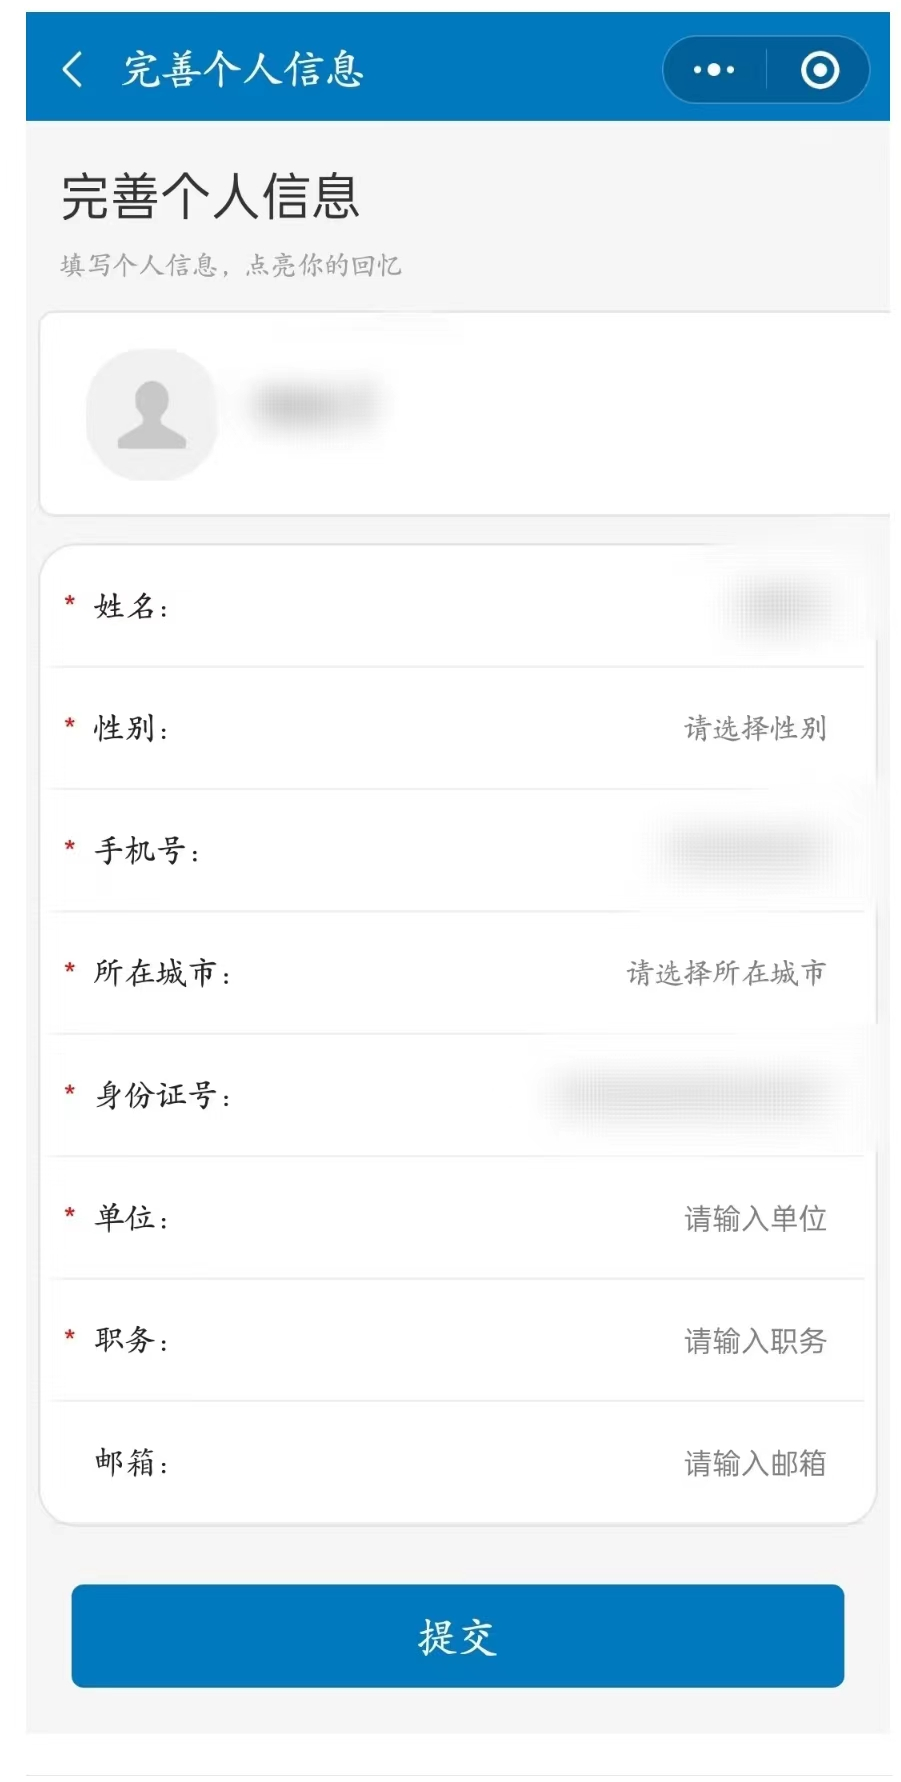 完善个人信息
完善个人信息
填写个人信息，点亮你的回忆
* 姓名：
* 性别： 请选择性别
* 手机号：
* 所在城市： 请选择所在城市
* 身份证号：
* 单位： 请输入单位
* 职务： 请输入职务
邮箱： 请输入邮箱
提交